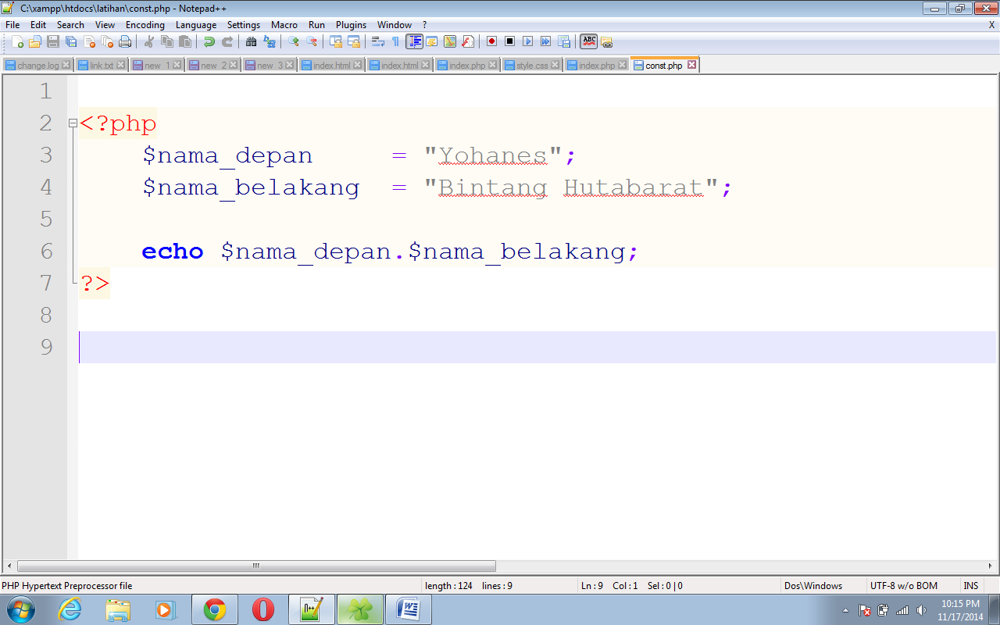 C:\xampp\htdocs\latihan\const.php - Notepad++
File Edit Search View Encoding Language Settings Macro Run Plugins Window ? X
ABC
change.log link.txt new 1 new 2 new 3 index.html index.html index.php style.css index.php const.php
1
2 <?php
3 $nama_depan = "Yohanes";
4 $nama_belakang = "Bintang Hutabarat";
5
6 echo $nama_depan.$nama_belakang;
7 ?>
8
9
PHP Hypertext Preprocessor file length : 124 lines : 9 Ln : 9 Col : 1 Sel : 0 | 0 Dos\Windows UTF-8 w/o BOM INS
10:15 PM
11/17/2014